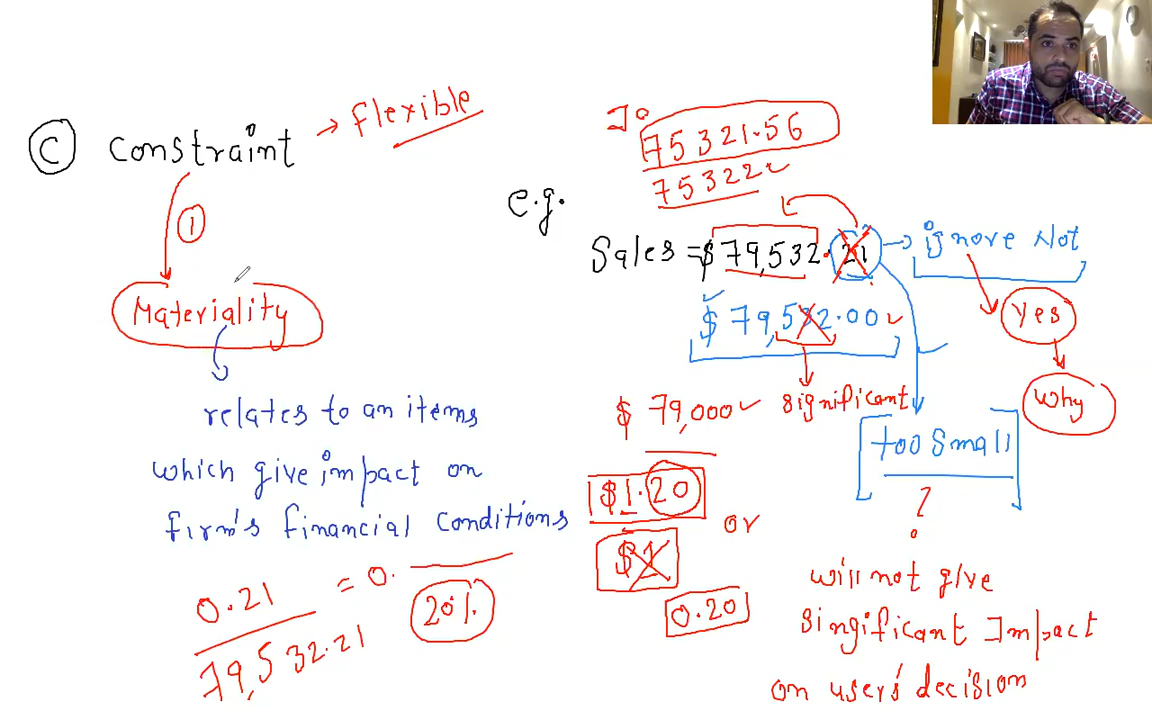 C Constraint → Flexible
1
Materiality
relates to an items
which give impact on
firm's financial conditions
0.21
79,532.21
= 0.
20%
75321.56
75322
e.g.
Sales = $79,532.21 → ignore Not
$ 79,532.00
Yes
Why
$ 79,000
significant
too Small
?
$1.20
or
$1
0.20
will not give
singificant Impact
on users' decision